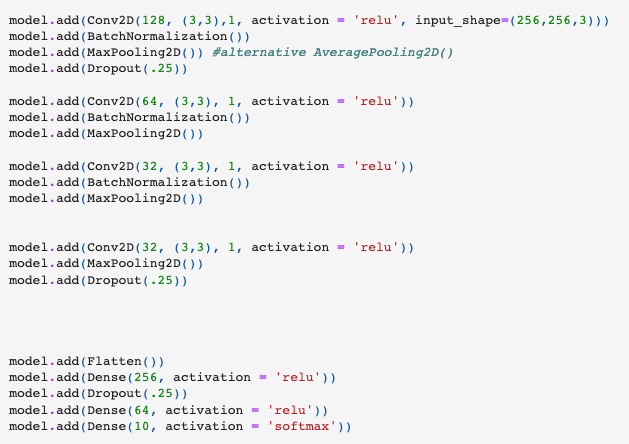 model.add(Conv2D(128, (3,3),1, activation = 'relu', input_shape=(256,256,3)))
model.add(BatchNormalization())
model.add(MaxPooling2D()) #alternative AveragePooling2D()
model.add(Dropout(.25))
model.add(Conv2D(64, (3,3), 1, activation = 'relu'))
model.add(BatchNormalization())
model.add(MaxPooling2D())
model.add(Conv2D(32, (3,3), 1, activation = 'relu'))
model.add(BatchNormalization())
model.add(MaxPooling2D())
model.add(Conv2D(32, (3,3), 1, activation = 'relu'))
model.add(MaxPooling2D())
model.add(Dropout(.25))
model.add(Flatten())
model.add(Dense(256, activation = 'relu'))
model.add(Dropout(.25))
model.add(Dense(64, activation = 'relu'))
model.add(Dense(10, activation = 'softmax'))